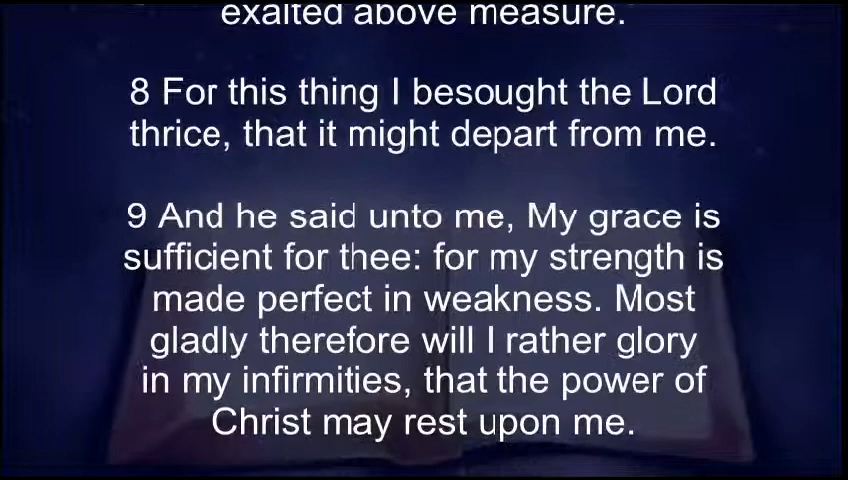 exalted above measure.
8 For this thing I besought the Lord
thrice, that it might depart from me.
9 And he said unto me, My grace is
sufficient for thee: for my strength is
made perfect in weakness. Most
gladly therefore will I rather glory
in my infirmities, that the power of
Christ may rest upon me.